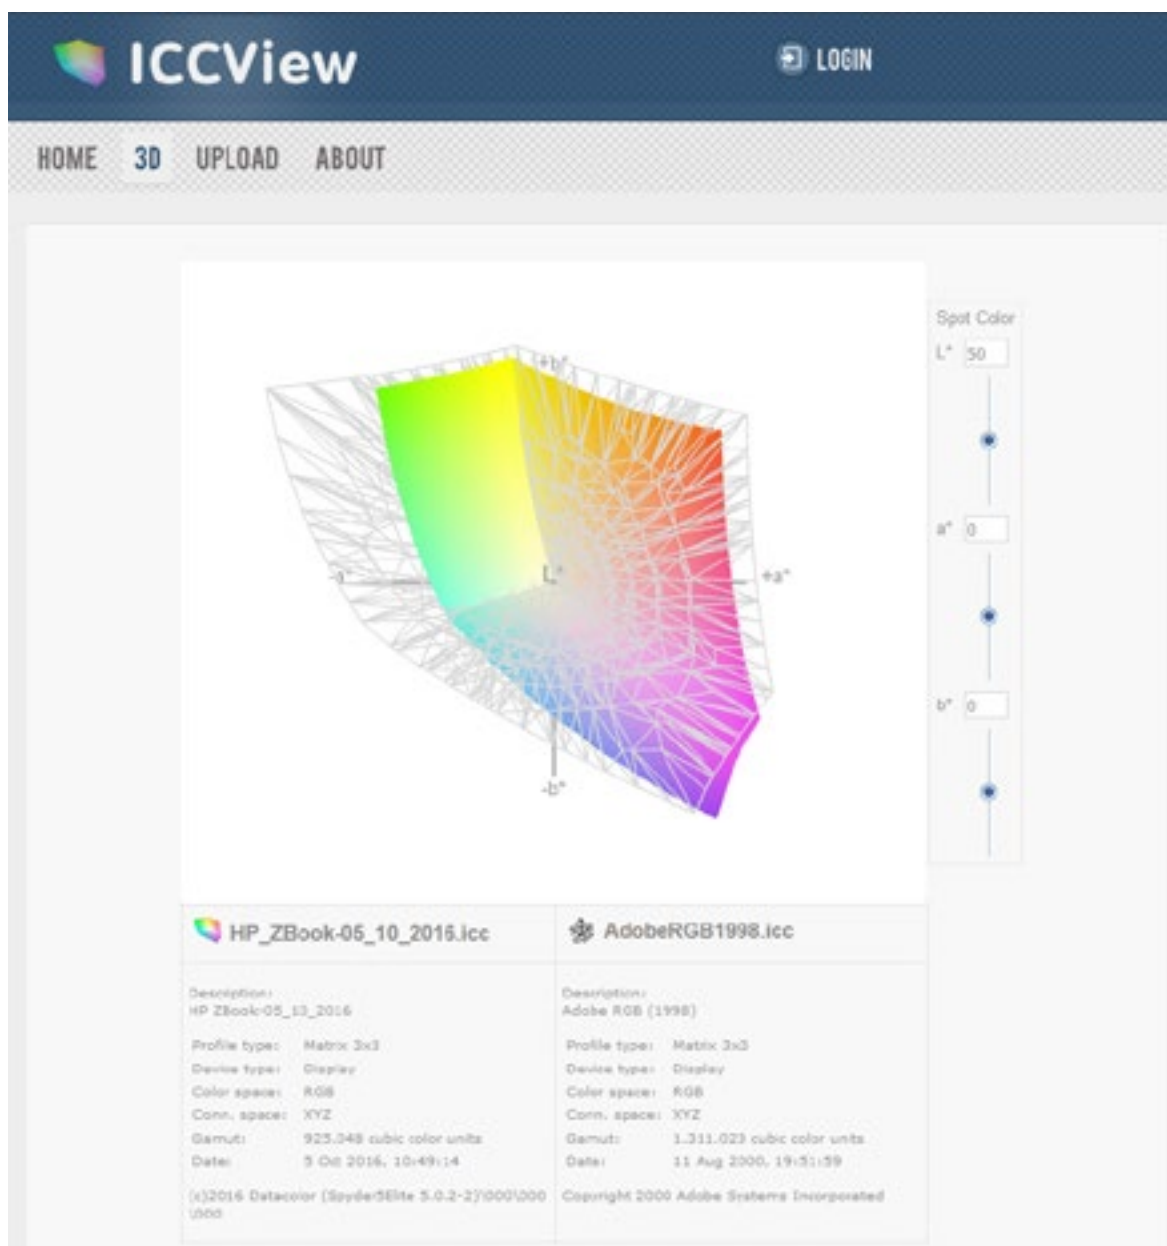 ICCView
LOGIN
HOME 3D UPLOAD ABOUT
Spot Color
L* 50
a* 0
b* 0
+b*
-a*
L*
+a*
-b*
HP_ZBook-05_10_2016.icc
AdobeRGB1998.icc
Description:
HP ZBook-05_10_2016
Profile type: Matrix 3x3
Device type: Display
Color space: RGB
Conn. space: XYZ
Gamut: 925.048 cubic color units
Date: 5 Oct 2016, 10:49:14
(c)2016 Datacolor (Spyder5Elite 5.0.2-2)\000\000
\000
Description:
Adobe RGB (1998)
Profile type: Matrix 3x3
Device type: Display
Color space: RGB
Conn. space: XYZ
Gamut: 1.311.023 cubic color units
Date: 11 Aug 2000, 19:51:59
Copyright 2000 Adobe Systems Incorporated